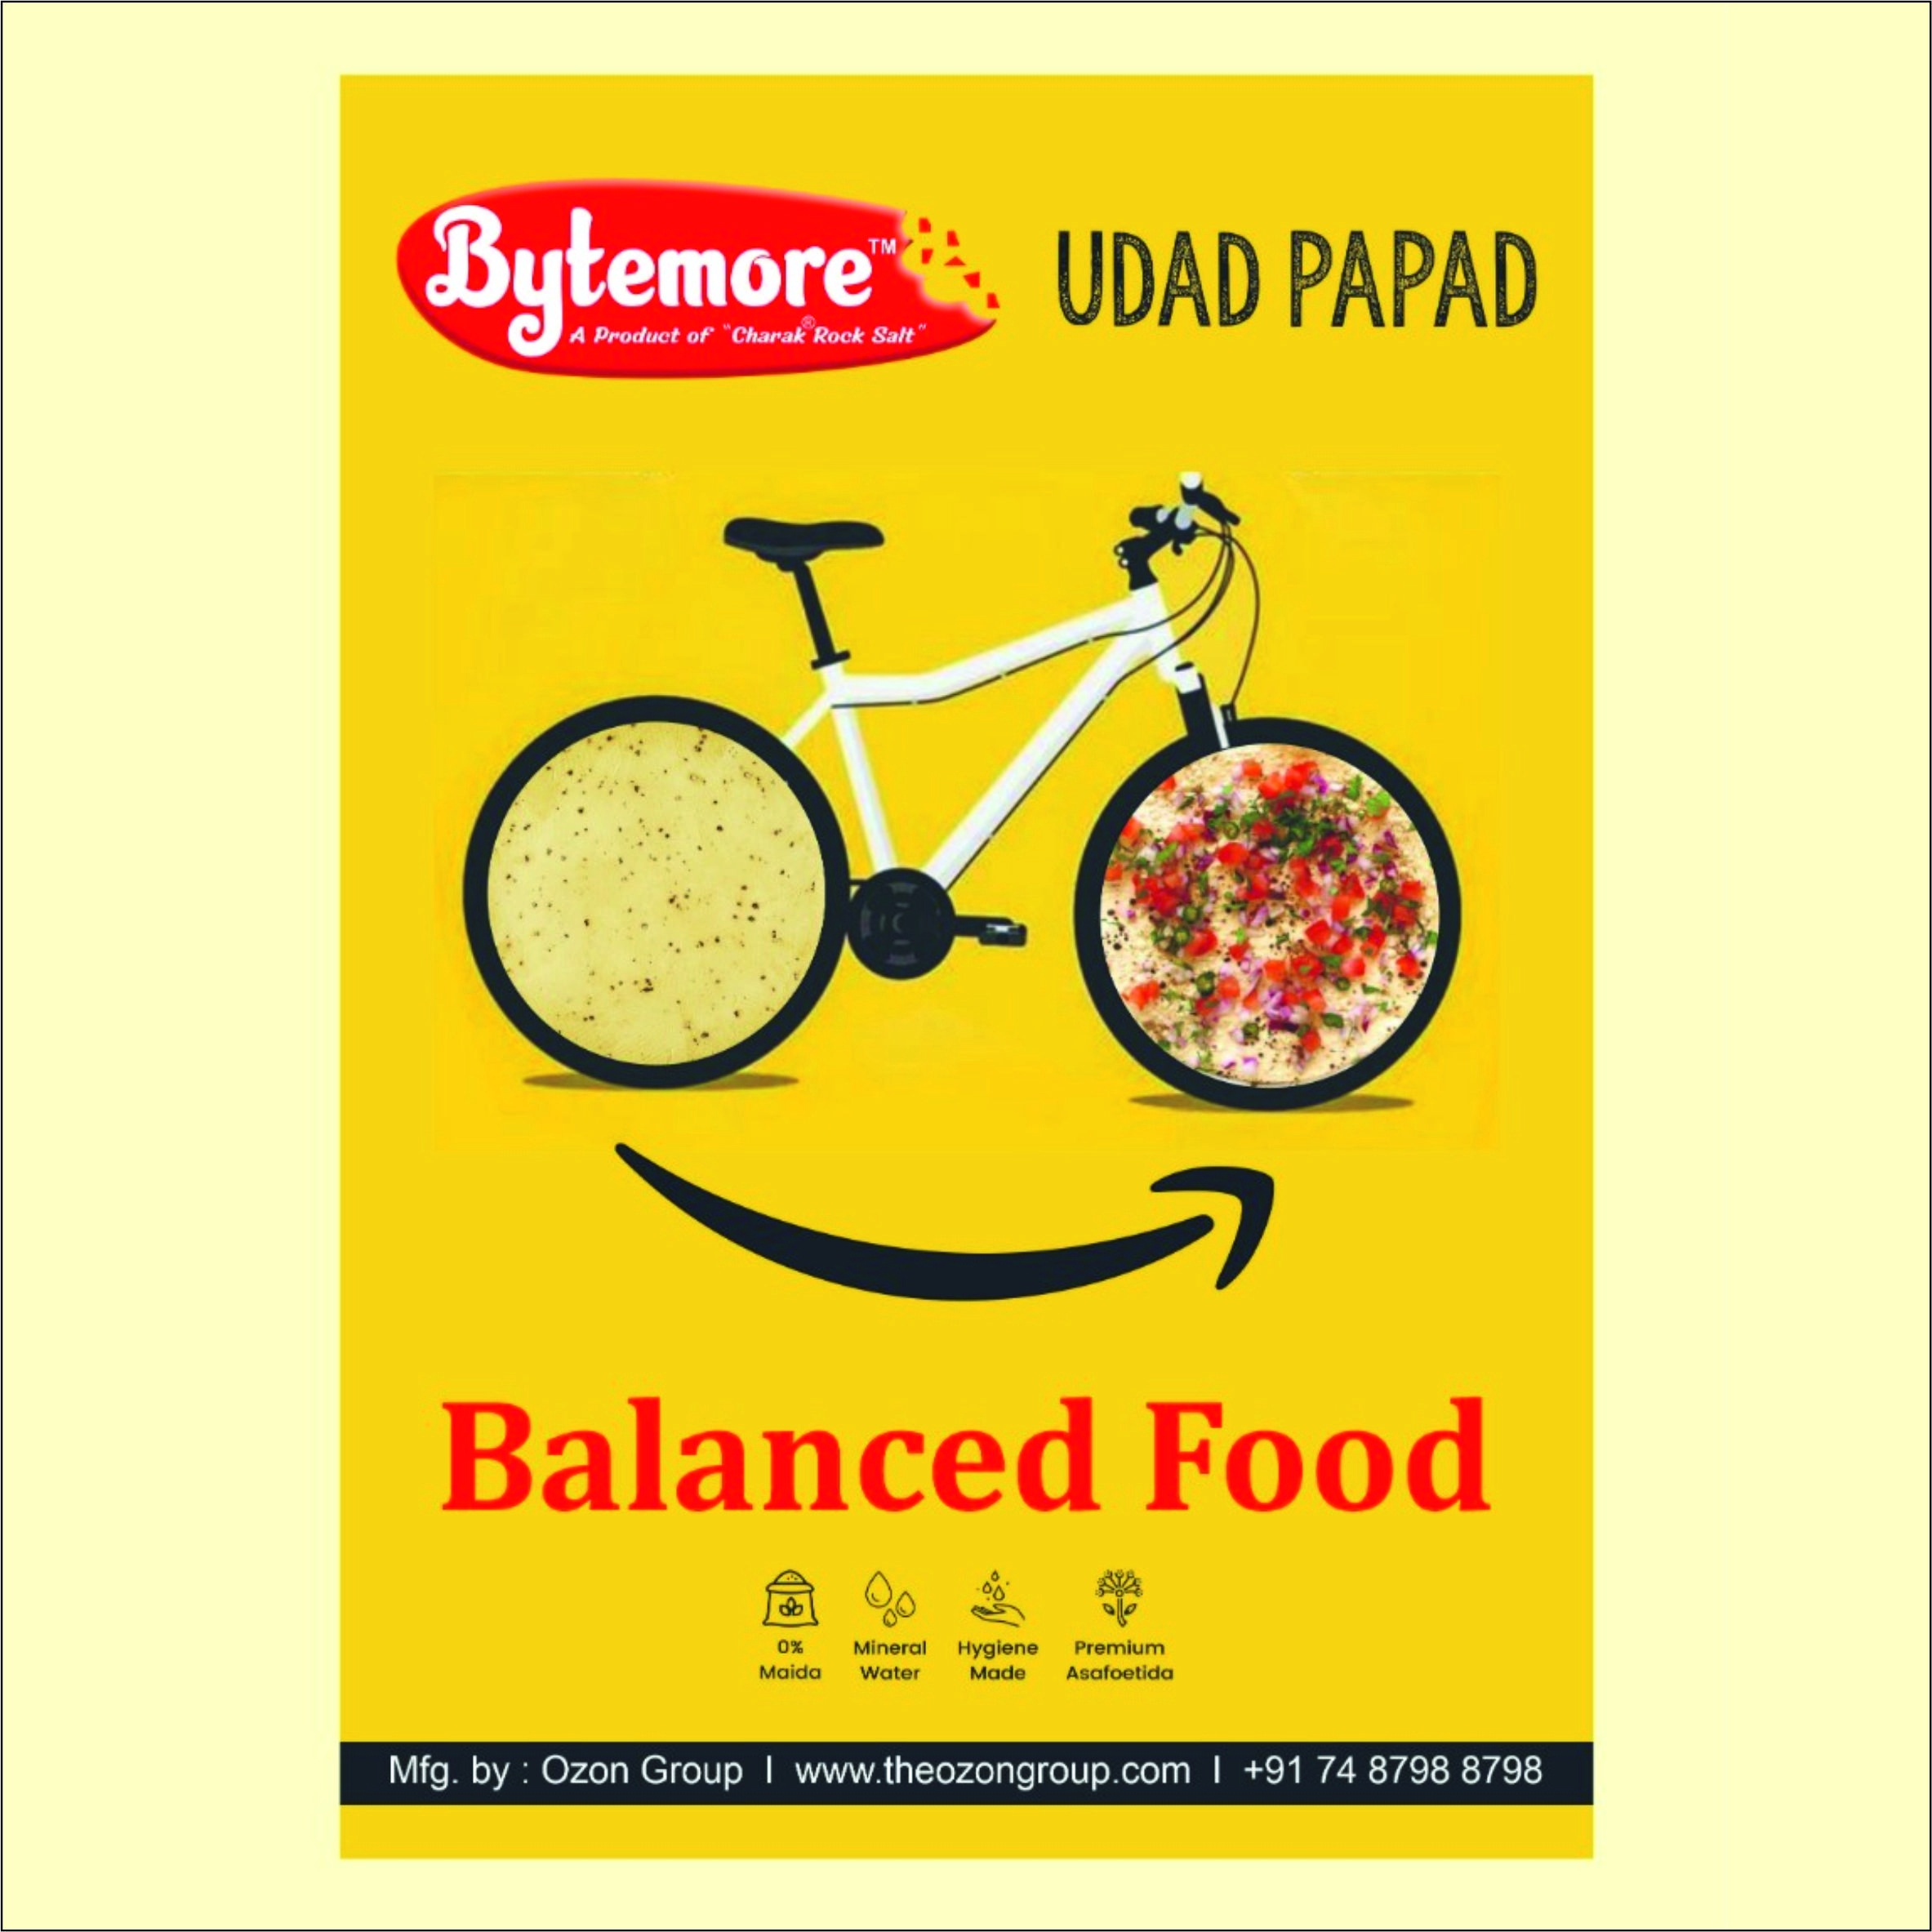 Bytemore™
A Product of "Charak® Rock Salt"
UDAD PAPAD
Balanced Food
0% Maida
Mineral Water
Hygiene Made
Premium Asafoetida
Mfg. by : Ozon Group | www.theozongroup.com | +91 74 8798 8798